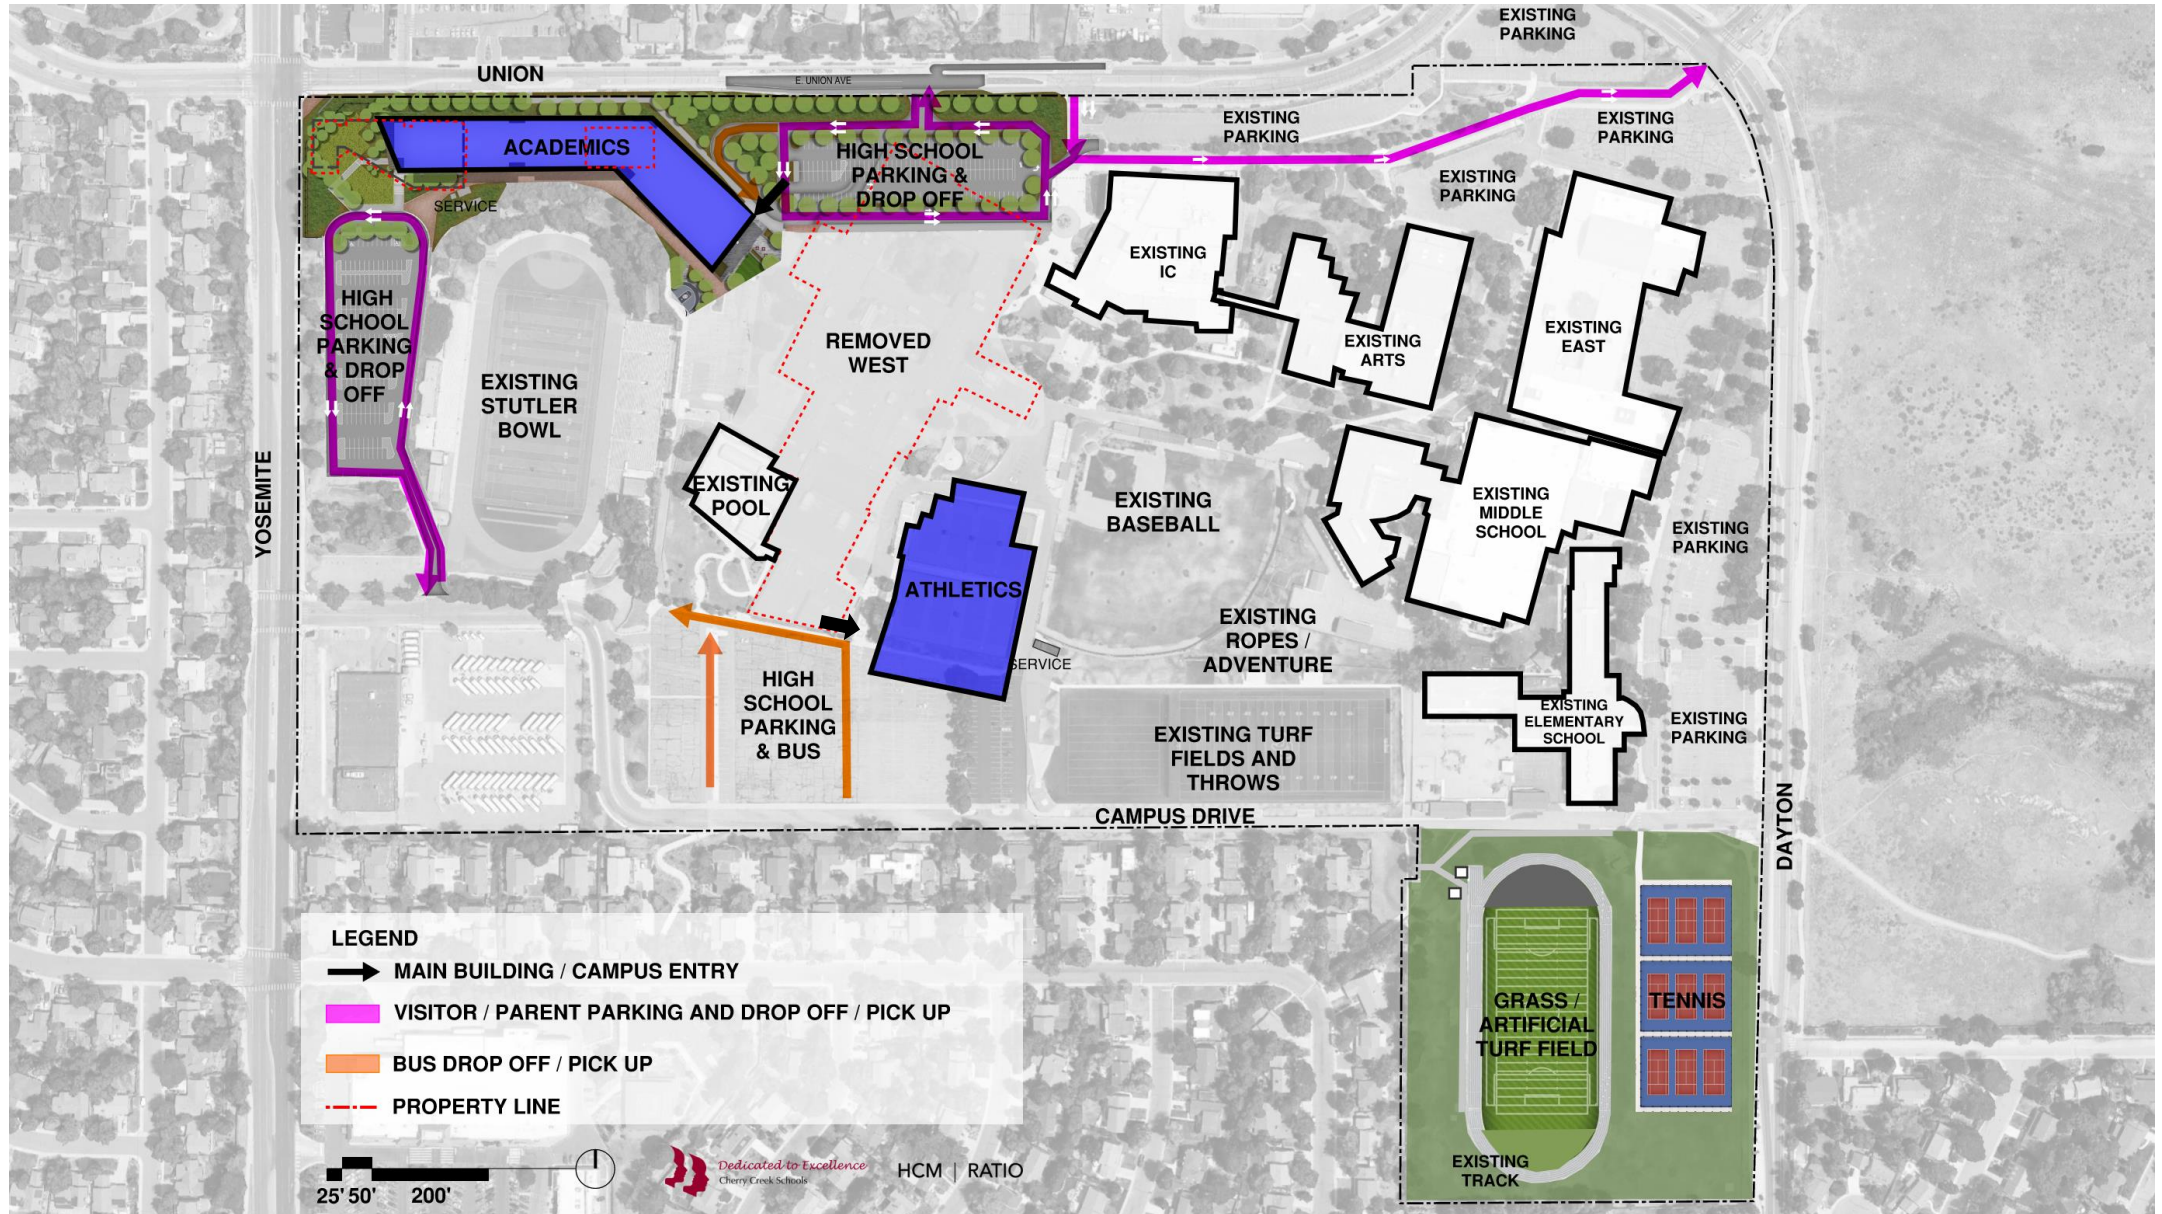 EXISTING
PARKING
UNION
E. UNION AVE
EXISTING
PARKING
EXISTING
PARKING
ACADEMICS
HIGH SCHOOL
PARKING &
DROP OFF
EXISTING
PARKING
SERVICE
EXISTING
IC
HIGH
SCHOOL
PARKING
& DROP
OFF
EXISTING
STUTLER
BOWL
REMOVED
WEST
EXISTING
ARTS
EXISTING
EAST
YOSEMITE
EXISTING
POOL
EXISTING
BASEBALL
EXISTING
MIDDLE
SCHOOL
EXISTING
PARKING
ATHLETICS
EXISTING
ROPES /
ADVENTURE
SERVICE
HIGH
SCHOOL
PARKING
& BUS
EXISTING TURF
FIELDS AND
THROWS
EXISTING
ELEMENTARY
SCHOOL
EXISTING
PARKING
CAMPUS DRIVE
DAYTON
LEGEND
MAIN BUILDING / CAMPUS ENTRY
VISITOR / PARENT PARKING AND DROP OFF / PICK UP
BUS DROP OFF / PICK UP
PROPERTY LINE
GRASS /
ARTIFICIAL
TURF FIELD
TENNIS
EXISTING
TRACK
25' 50' 200'
Dedicated to Excellence
Cherry Creek Schools
HCM | RATIO